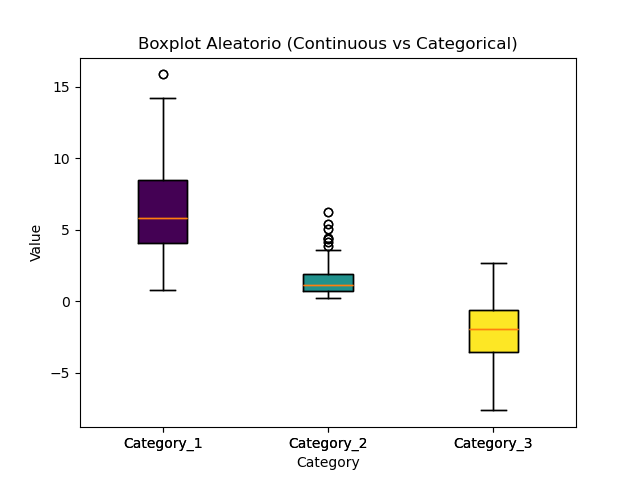 Boxplot Aleatorio (Continuous vs Categorical)
Value
15
10
5
0
−5
Category_1 Category_2 Category_3
Category